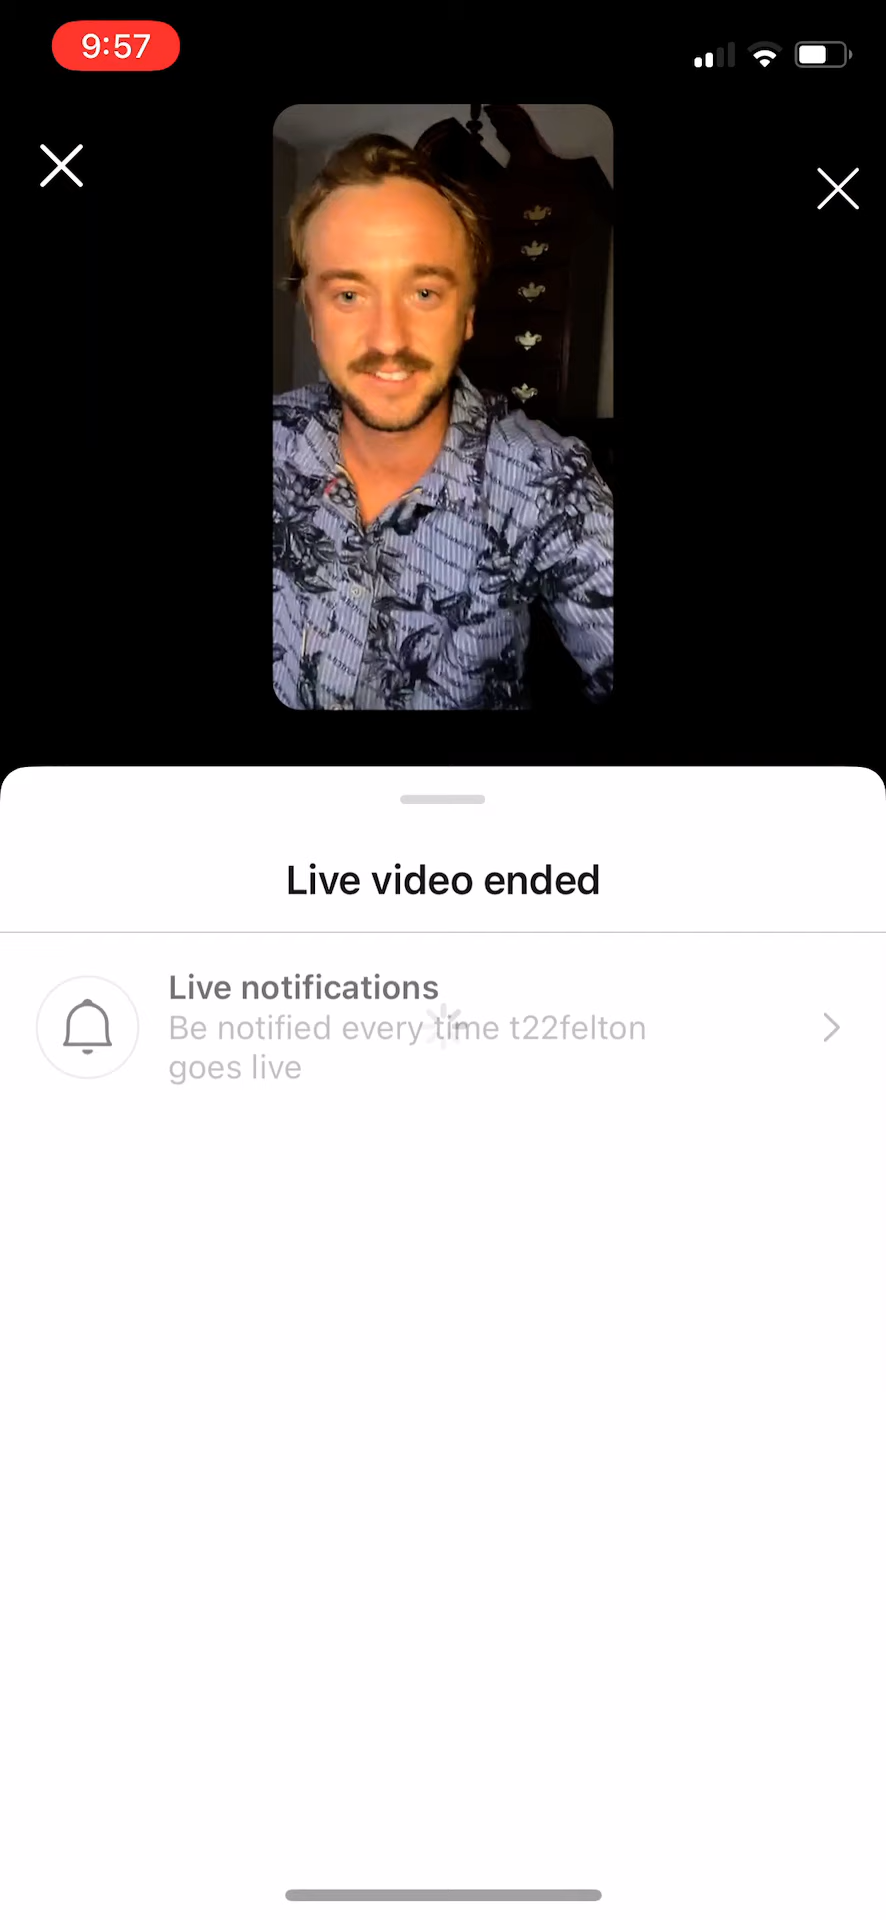 9:57
Live video ended
Live notifications
Be notified every time t22felton
goes live